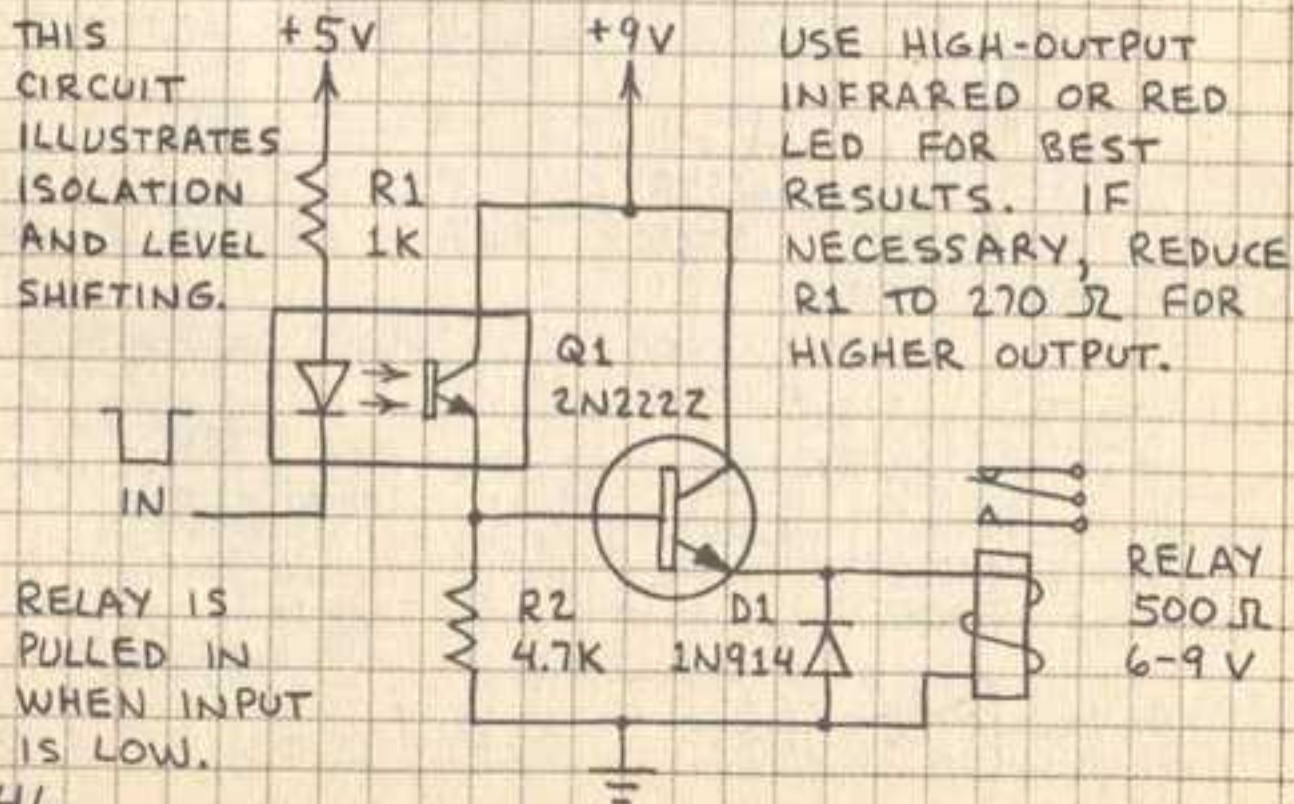 THIS
CIRCUIT
ILLUSTRATES
ISOLATION
AND LEVEL
SHIFTING.
+5V
+9V
USE HIGH-OUTPUT
INFRARED OR RED
LED FOR BEST
RESULTS. IF
NECESSARY, REDUCE
R1 TO 270 Ω FOR
HIGHER OUTPUT.
R1
1K
Q1
2N2222
IN
RELAY IS
PULLED IN
WHEN INPUT
IS LOW.
R2
4.7K
D1
1N914
RELAY
500 Ω
6-9 V